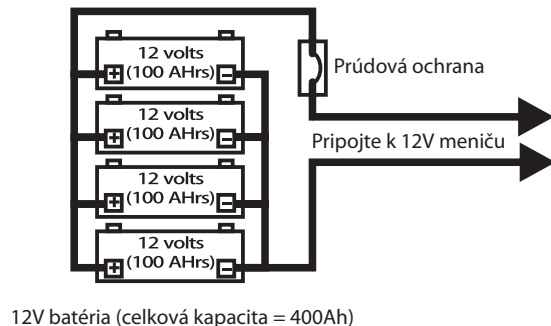 12 volts
+ (100 AHrs) −
12 volts
+ (100 AHrs) −
12 volts
+ (100 AHrs) −
12 volts
+ (100 AHrs) −
Prúdová ochrana
Pripojte k 12V meniču
12V batéria (celková kapacita = 400Ah)